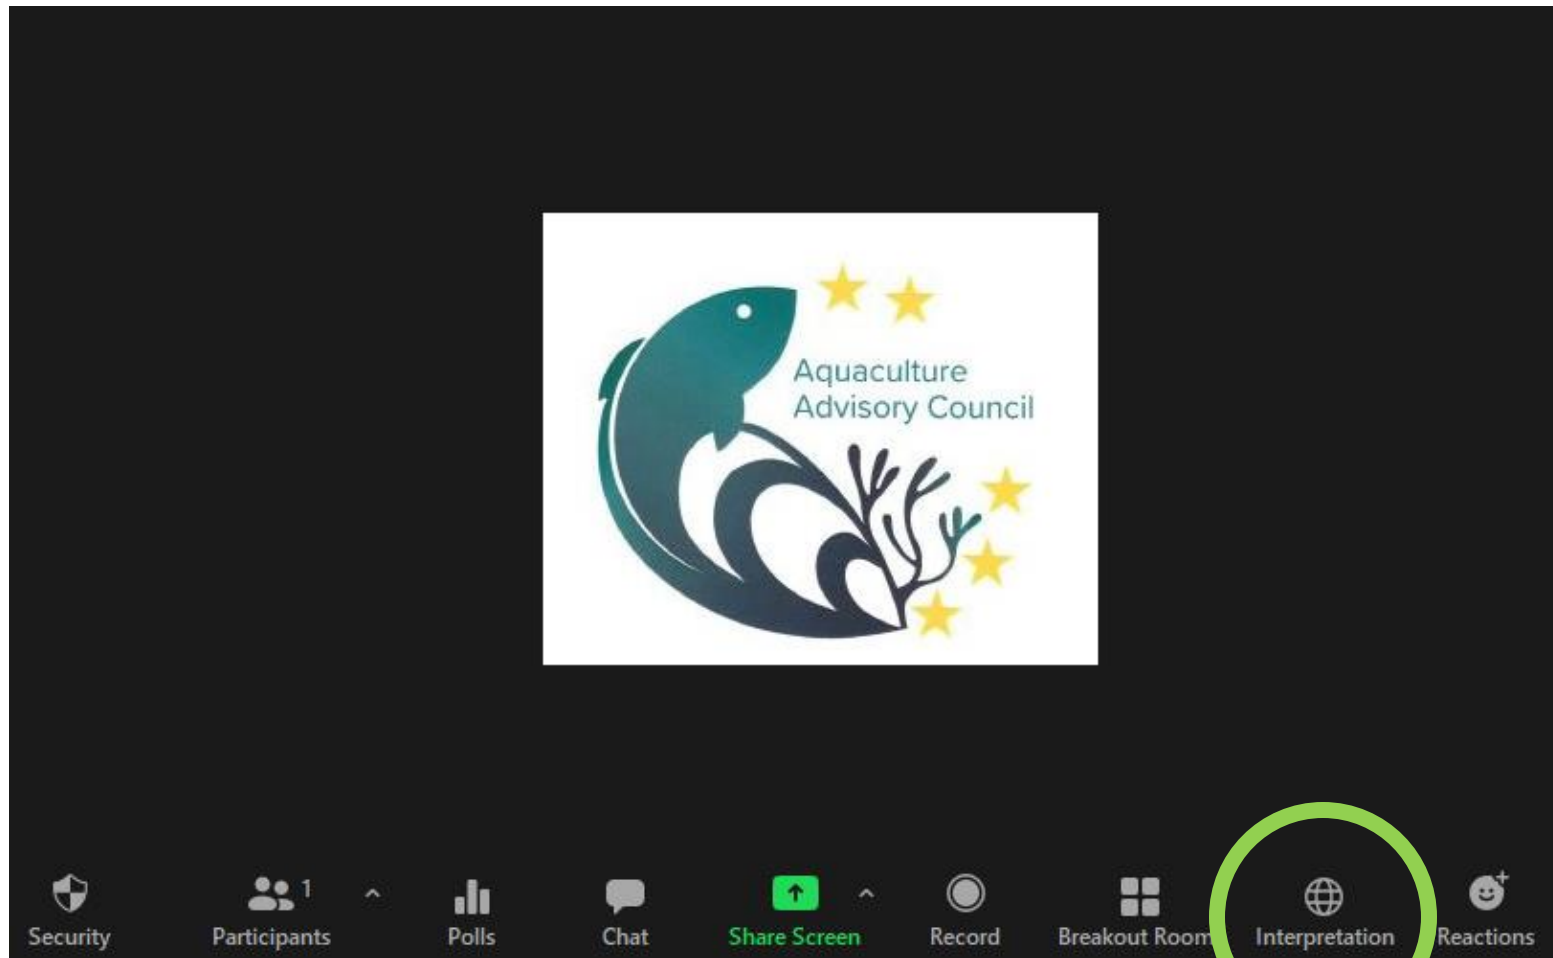 Aquaculture
Advisory Council
1
Security
Participants
Polls
Chat
Share Screen
Record
Breakout Room
Interpretation
Reactions